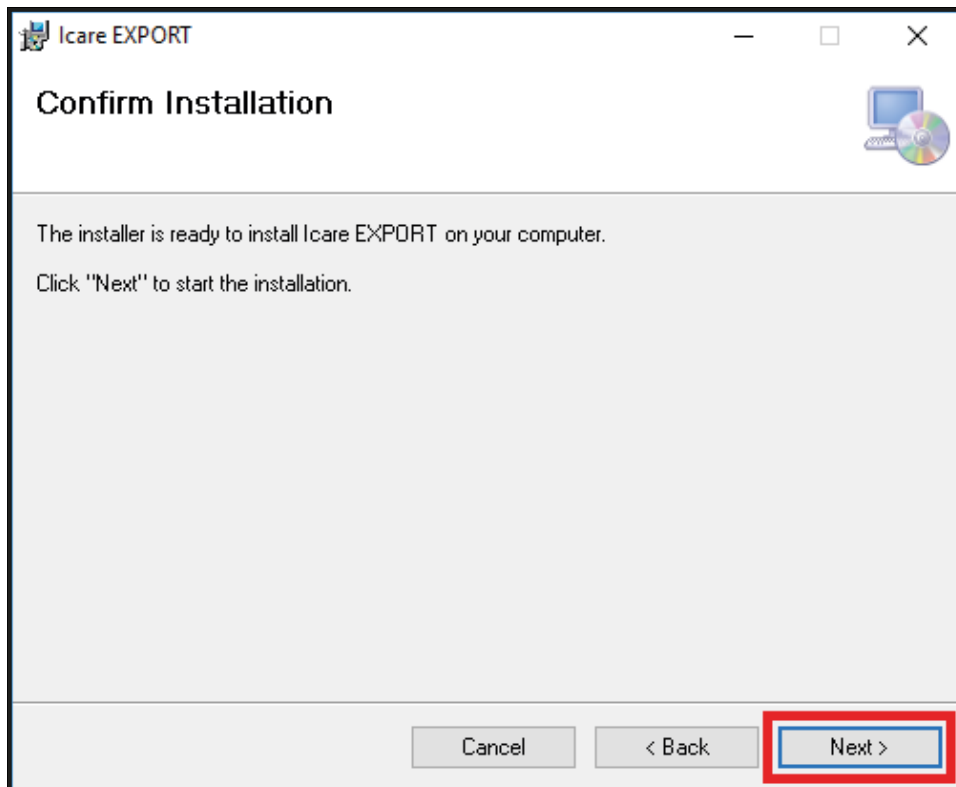 Icare EXPORT
Confirm Installation
The installer is ready to install Icare EXPORT on your computer.
Click "Next" to start the installation.
Cancel
< Back
Next >